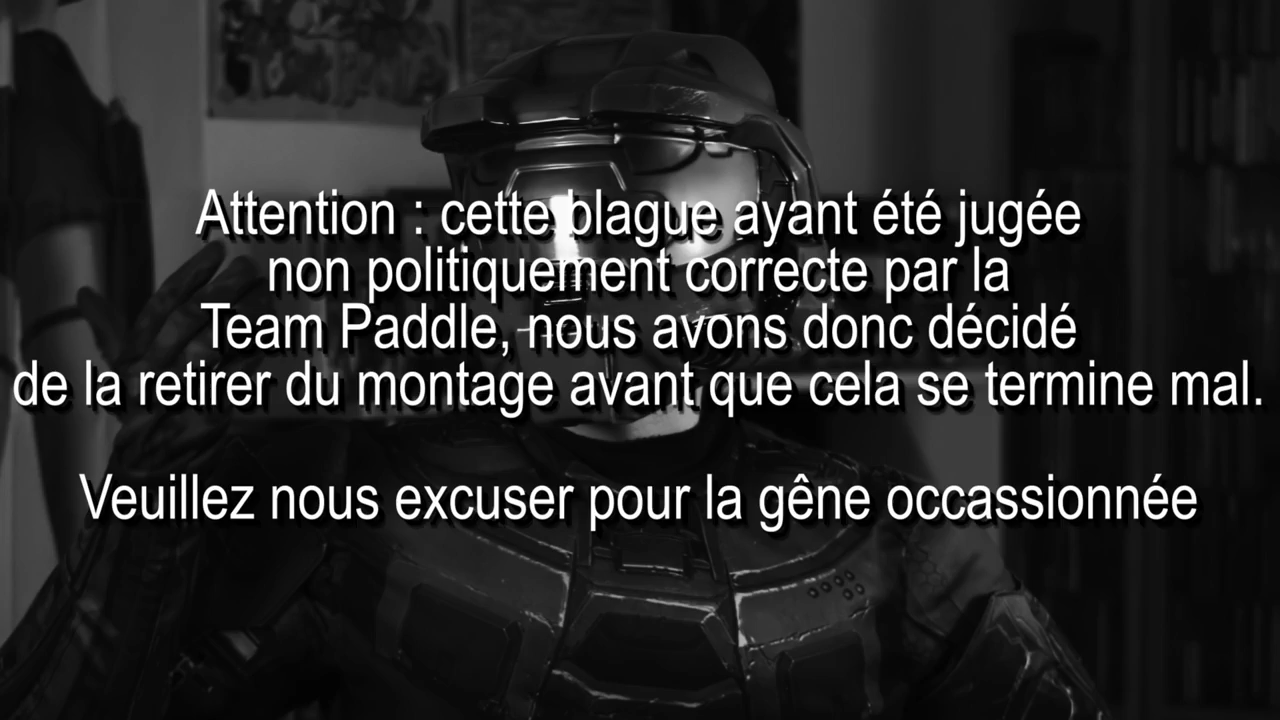 Attention : cette blague ayant été jugée
non politiquement correcte par la
Team Paddle, nous avons donc décidé
de la retirer du montage avant que cela se termine mal.
Veuillez nous excuser pour la gêne occassionnée